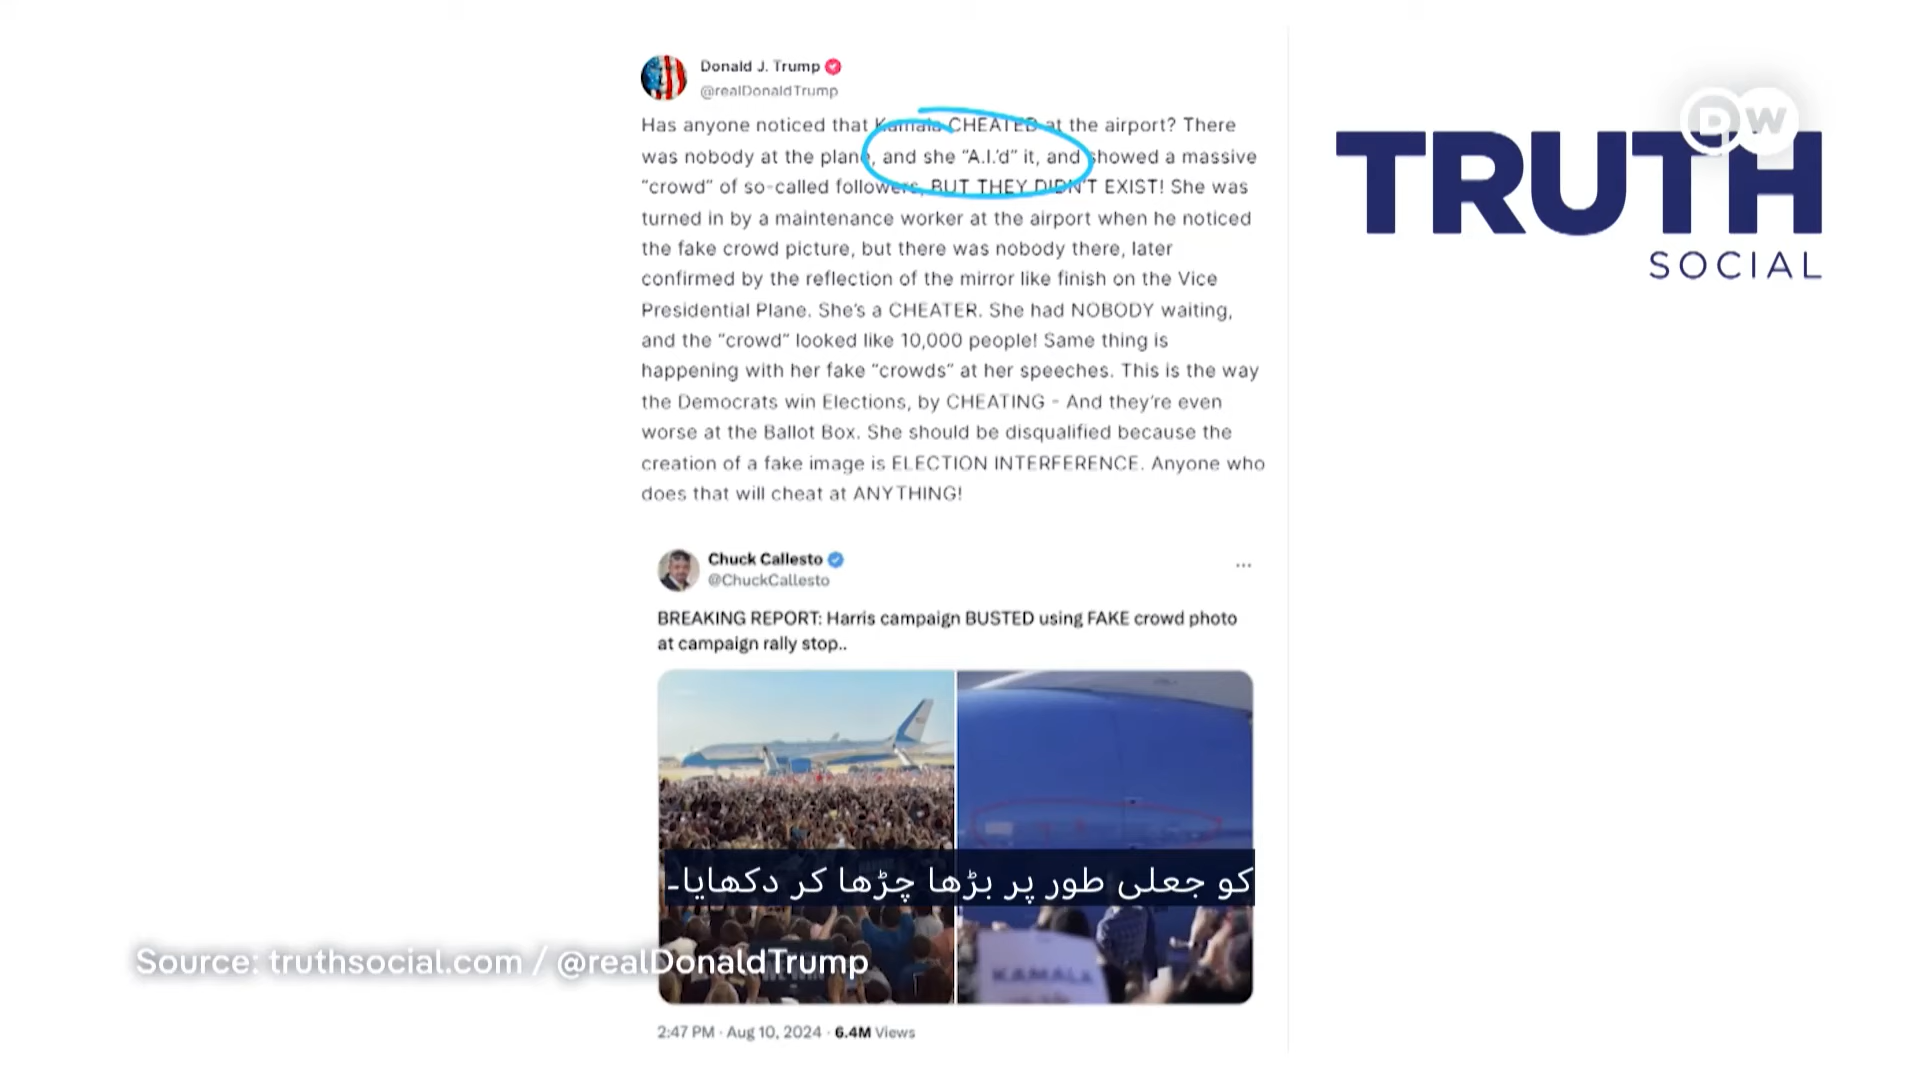 Donald J. Trump
@realDonaldTrump
Has anyone noticed that Kamala CHEATED at the airport? There
was nobody at the plane, and she “A.I.’d” it, and showed a massive
“crowd” of so-called followers, BUT THEY DIDN’T EXIST! She was
turned in by a maintenance worker at the airport when he noticed
the fake crowd picture, but there was nobody there, later
confirmed by the reflection of the mirror like finish on the Vice
Presidential Plane. She’s a CHEATER. She had NOBODY waiting,
and the “crowd” looked like 10,000 people! Same thing is
happening with her fake “crowds” at her speeches. This is the way
the Democrats win Elections, by CHEATING - And they’re even
worse at the Ballot Box. She should be disqualified because the
creation of a fake image is ELECTION INTERFERENCE. Anyone who
does that will cheat at ANYTHING!
TRUTH
SOCIAL
DW
Chuck Callesto
@ChuckCallesto
BREAKING REPORT: Harris campaign BUSTED using FAKE crowd photo
at campaign rally stop..
کو جعلی طور پر بڑھا چڑھا کر دکھایا۔
KAMALA
Source: truthsocial.com / @realDonaldTrump
2:47 PM · Aug 10, 2024 · 6.4M Views